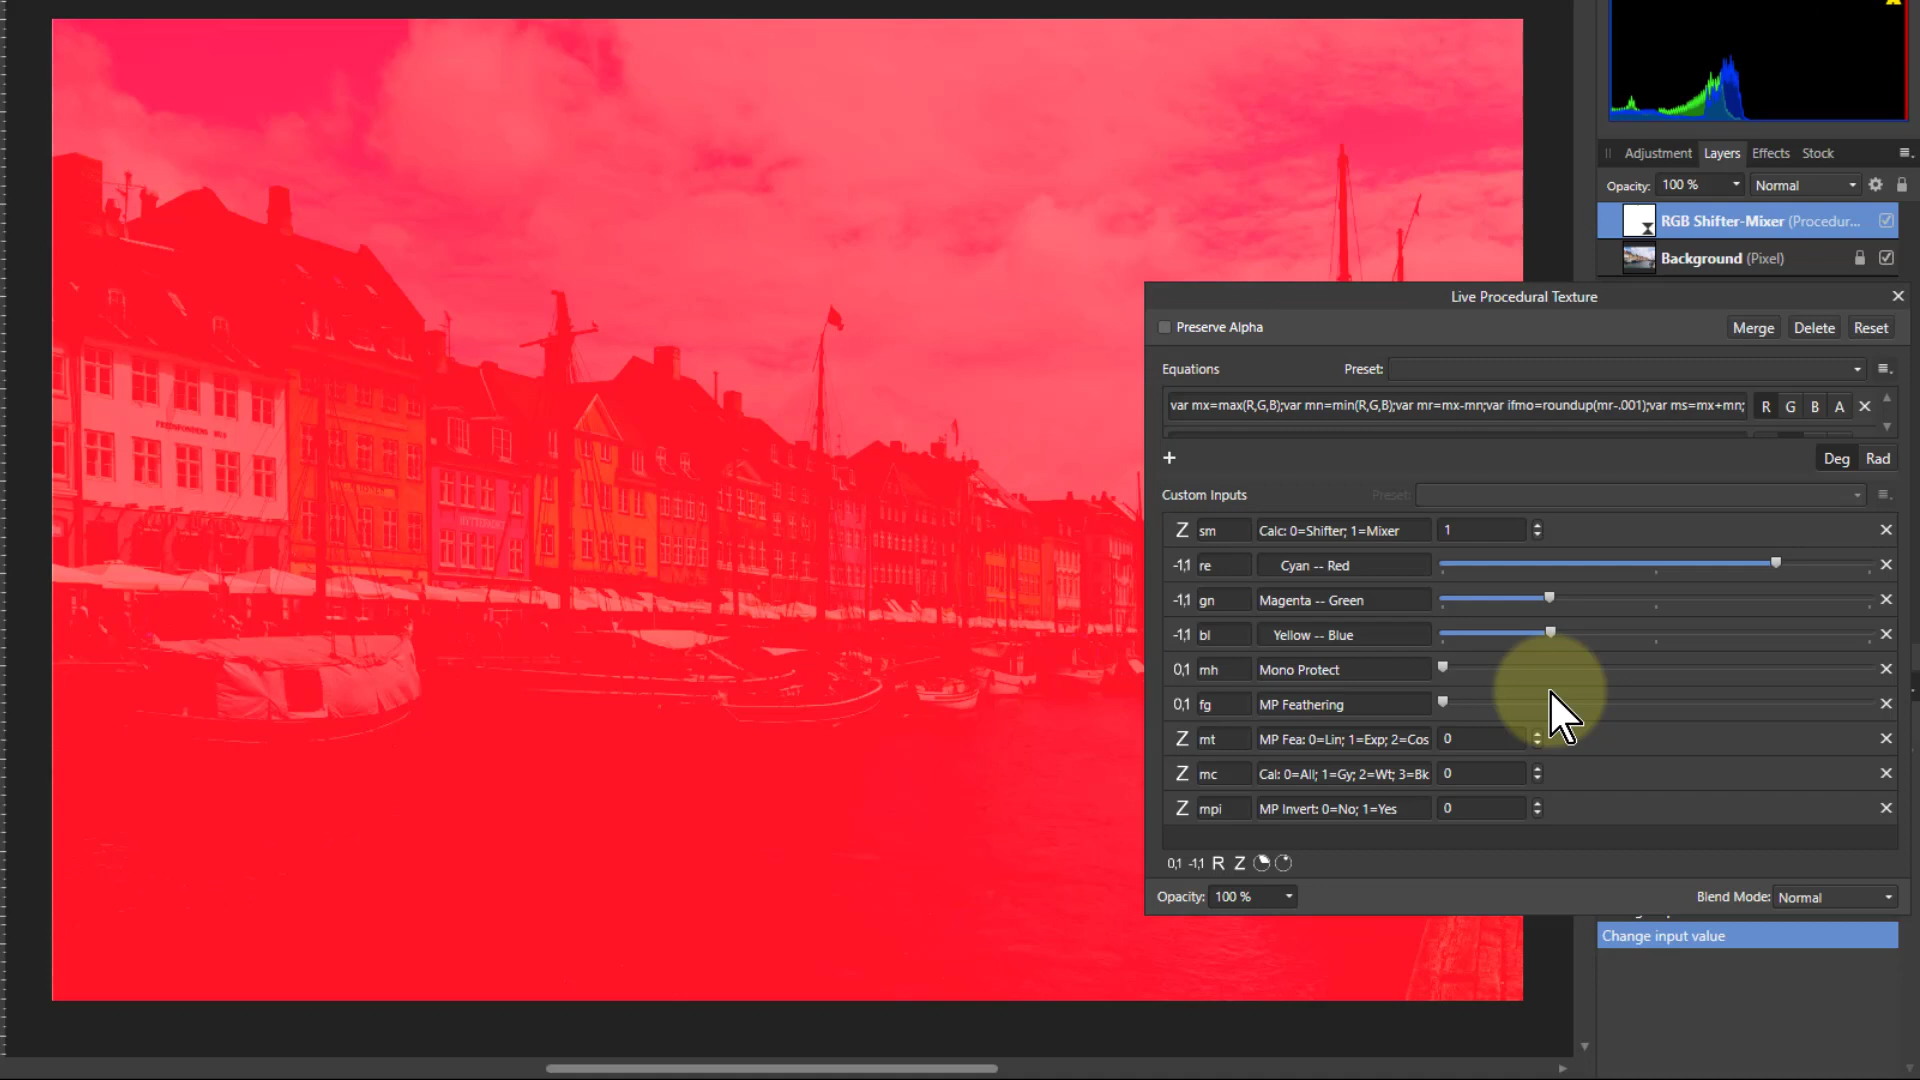 Adjustment Layers Effects Stock
Opacity: 100 % Normal
RGB Shifter-Mixer (Procedur...
Background (Pixel)
Live Procedural Texture
Preserve Alpha Merge Delete Reset
Equations Preset:
var mx=max(R,G,B);var mn=min(R,G,B);var mr=mx-mn;var ifmo=roundup(mr-.001);var ms=mx+mn; R G B A
+ Deg Rad
Custom Inputs Preset:
Z sm Calc: 0=Shifter; 1=Mixer 1
-1,1 re Cyan -- Red
-1,1 gn Magenta -- Green
-1,1 bl Yellow -- Blue
0,1 mh Mono Protect
0,1 fg MP Feathering
Z mt MP Fea: 0=Lin; 1=Exp; 2=Cos 0
Z mc Cal: 0=All; 1=Gy; 2=Wt; 3=Bk 0
Z mpi MP Invert: 0=No; 1=Yes 0
0,1 -1,1 R Z
Opacity: 100 % Blend Mode: Normal
Change input value